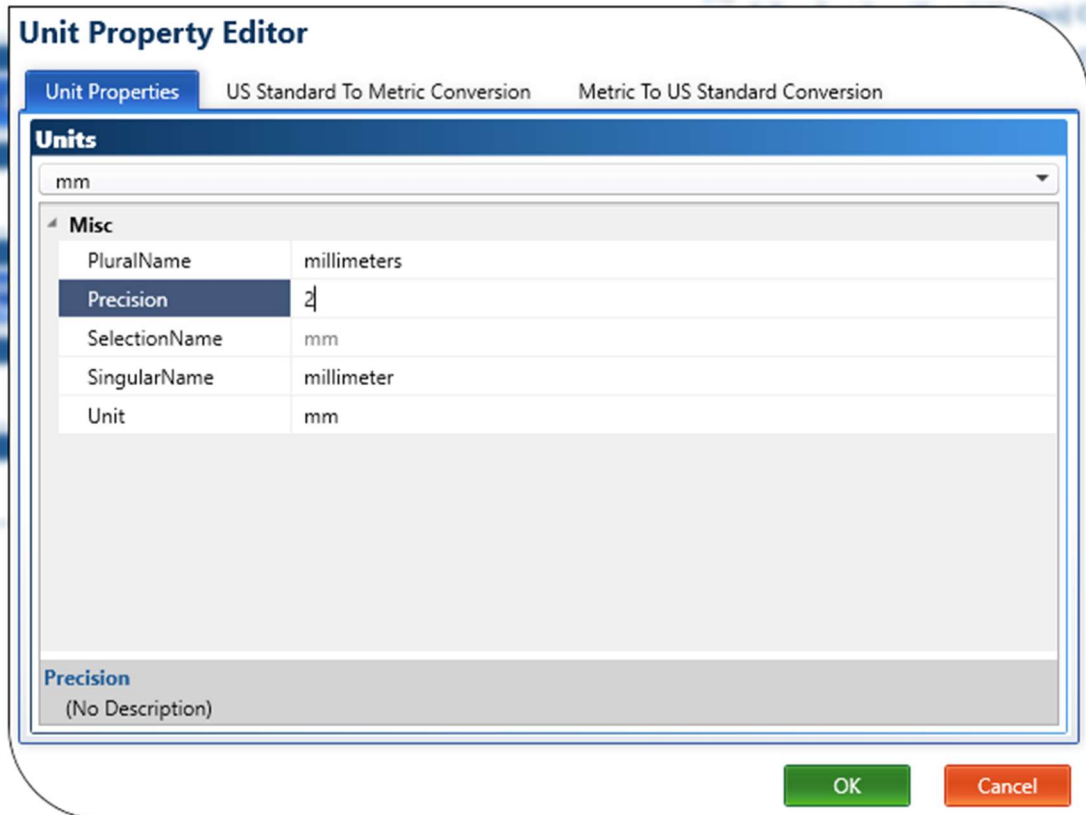 Unit Property Editor
Unit Properties US Standard To Metric Conversion Metric To US Standard Conversion
Units
mm
Misc
PluralName millimeters
Precision 2
SelectionName mm
SingularName millimeter
Unit mm
Precision
(No Description)
OK Cancel